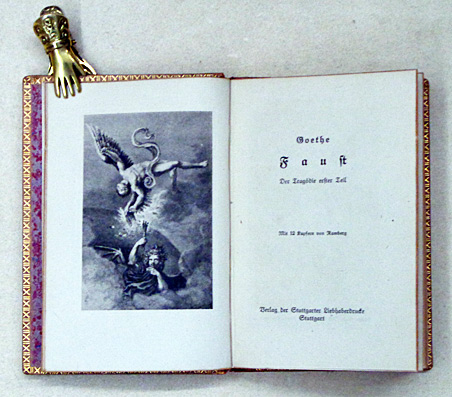 Goethe
Faust
Der Tragödie erster Teil
Mit 12 Kupfern von Ramberg
Verlag der Stuttgarter Liebhaberdrucke
Stuttgart